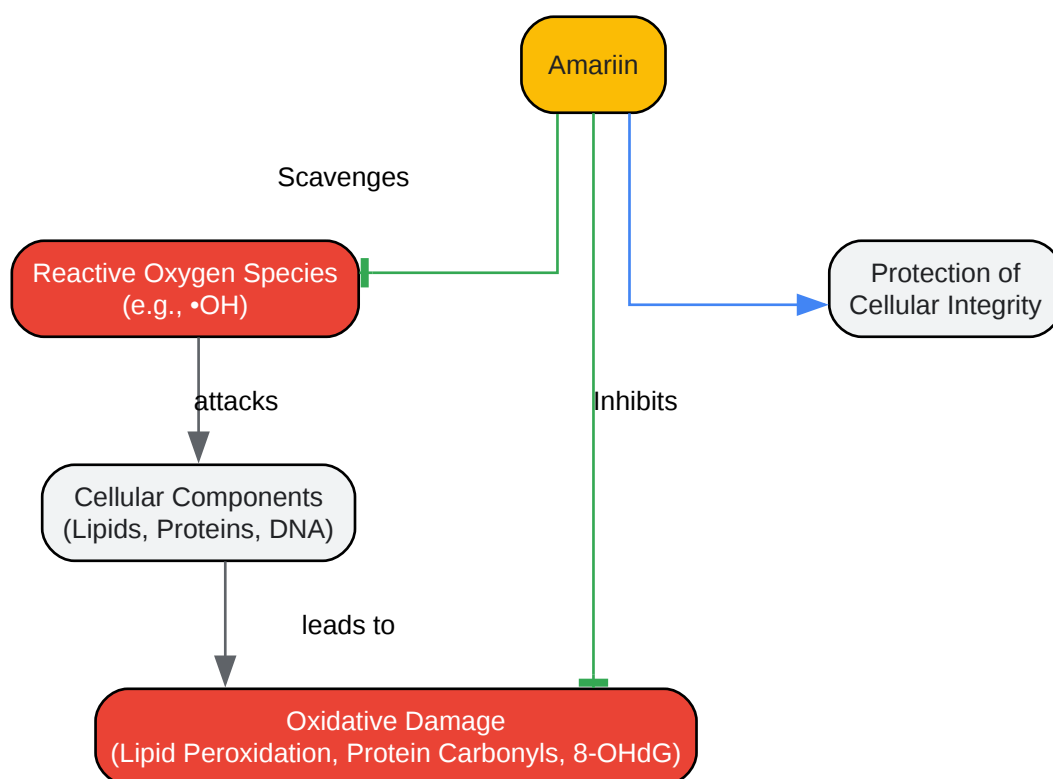 Amariin
Scavenges
Reactive Oxygen Species
(e.g., •OH)
Protection of
Cellular Integrity
attacks
Inhibits
Cellular Components
(Lipids, Proteins, DNA)
leads to
Oxidative Damage
(Lipid Peroxidation, Protein Carbonyls, 8-OHdG)